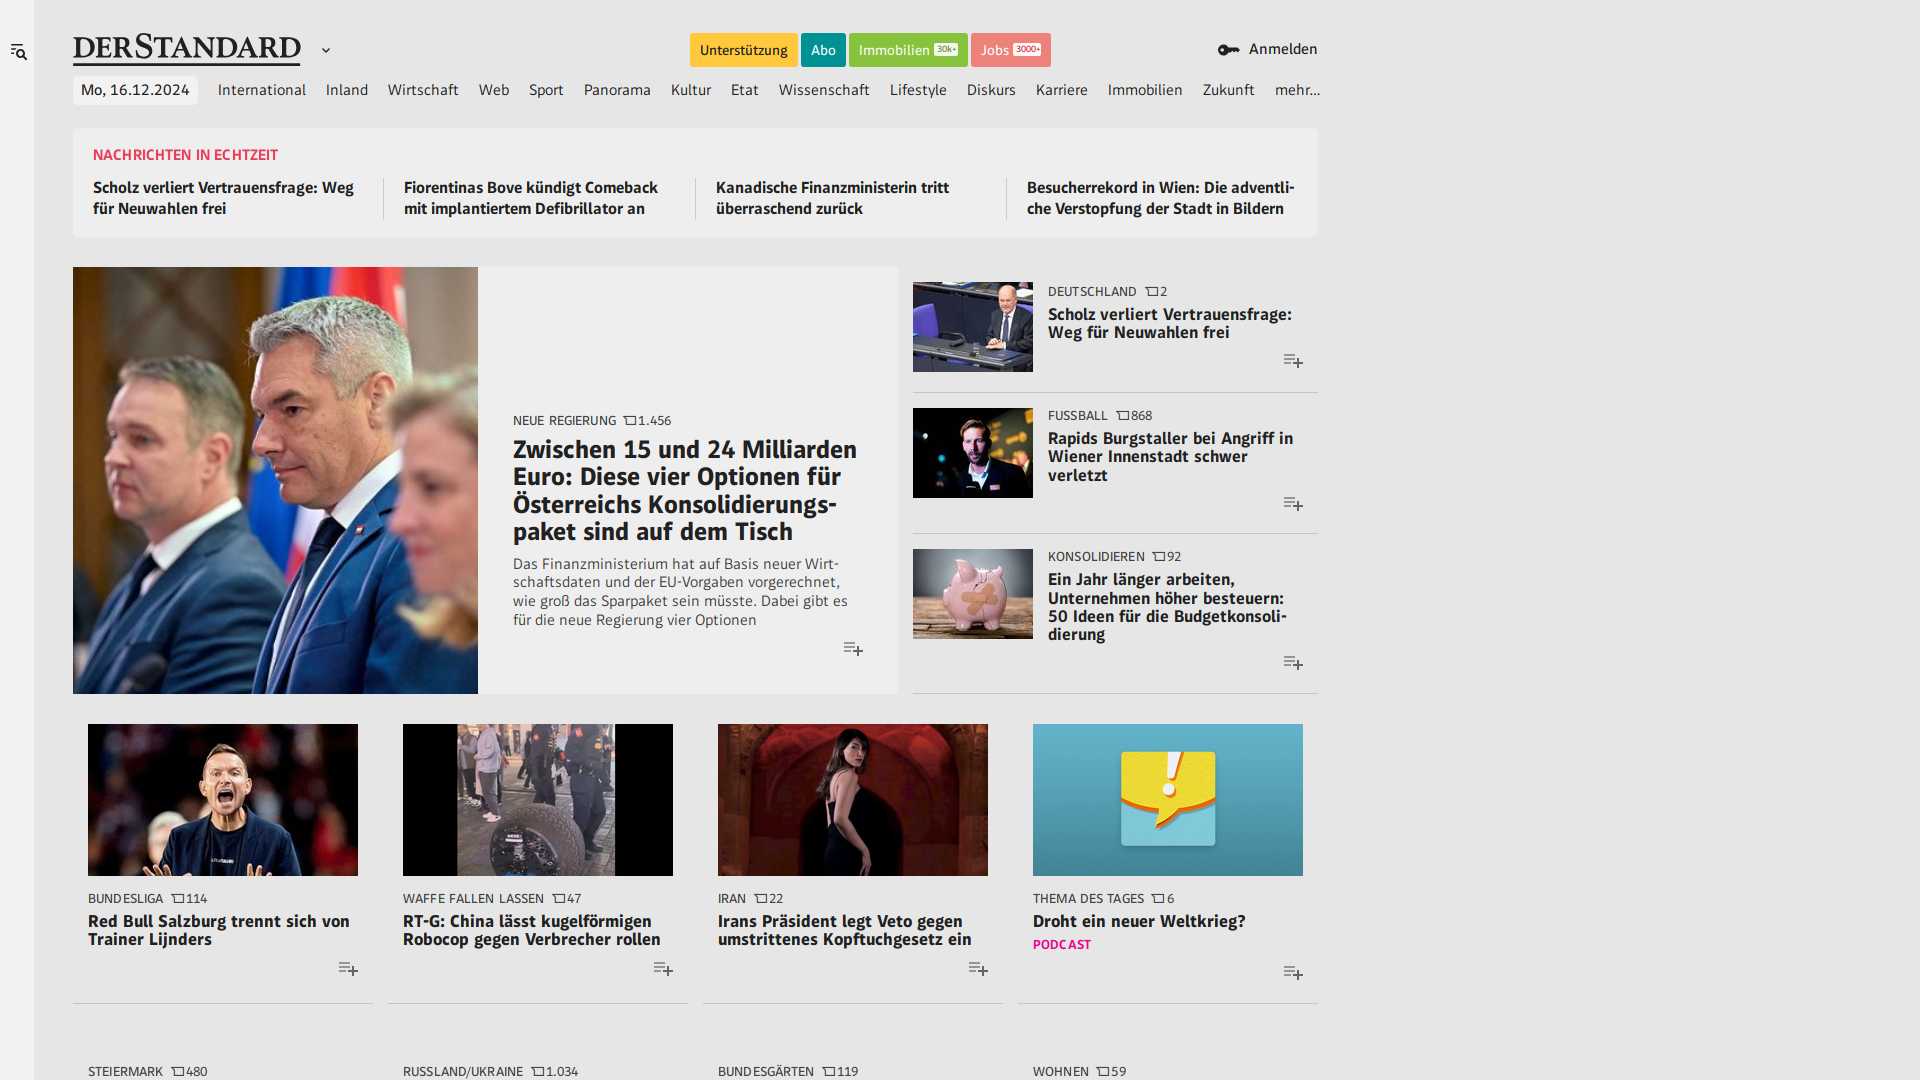 DERSTANDARD
Unterstützung
Abo
Immobilien 30k+
Jobs 3000+
Anmelden
Mo, 16.12.2024
International
Inland
Wirtschaft
Web
Sport
Panorama
Kultur
Etat
Wissenschaft
Lifestyle
Diskurs
Karriere
Immobilien
Zukunft
mehr...
NACHRICHTEN IN ECHTZEIT
Scholz verliert Vertrauensfrage: Weg
für Neuwahlen frei
Fiorentinas Bove kündigt Comeback
mit implantiertem Defibrillator an
Kanadische Finanzministerin tritt
überraschend zurück
Besucherrekord in Wien: Die adventli-
che Verstopfung der Stadt in Bildern
NEUE REGIERUNG 1.456
Zwischen 15 und 24 Milliarden
Euro: Diese vier Optionen für
Österreichs Konsolidierungs-
paket sind auf dem Tisch
Das Finanzministerium hat auf Basis neuer Wirt-
schaftsdaten und der EU-Vorgaben vorgerechnet,
wie groß das Sparpaket sein müsste. Dabei gibt es
für die neue Regierung vier Optionen
DEUTSCHLAND 2
Scholz verliert Vertrauensfrage:
Weg für Neuwahlen frei
FUSSBALL 868
Rapids Burgstaller bei Angriff in
Wiener Innenstadt schwer
verletzt
KONSOLIDIEREN 92
Ein Jahr länger arbeiten,
Unternehmen höher besteuern:
50 Ideen für die Budgetkonsoli-
dierung
BUNDESLIGA 114
Red Bull Salzburg trennt sich von
Trainer Lijnders
WAFFE FALLEN LASSEN 47
RT-G: China lässt kugelförmigen
Robocop gegen Verbrecher rollen
IRAN 22
Irans Präsident legt Veto gegen
umstrittenes Kopftuchgesetz ein
THEMA DES TAGES 6
Droht ein neuer Weltkrieg?
PODCAST
STEIERMARK 480
RUSSLAND/UKRAINE 1.034
BUNDESGÄRTEN 119
WOHNEN 59